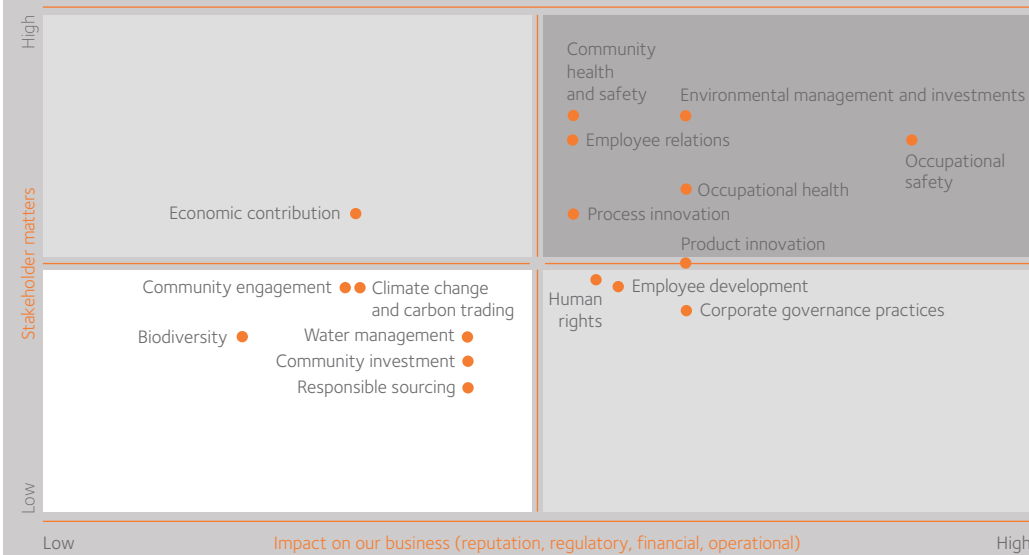 High
Community
health
and safety
Environmental management and investments
Employee relations
Occupational
safety
Occupational health
Stakeholder matters
Economic contribution
Process innovation
Product innovation
Community engagement
Climate change
and carbon trading
Human
rights
Employee development
Corporate governance practices
Biodiversity
Water management
Community investment
Responsible sourcing
Low
Low
Impact on our business (reputation, regulatory, financial, operational)
High